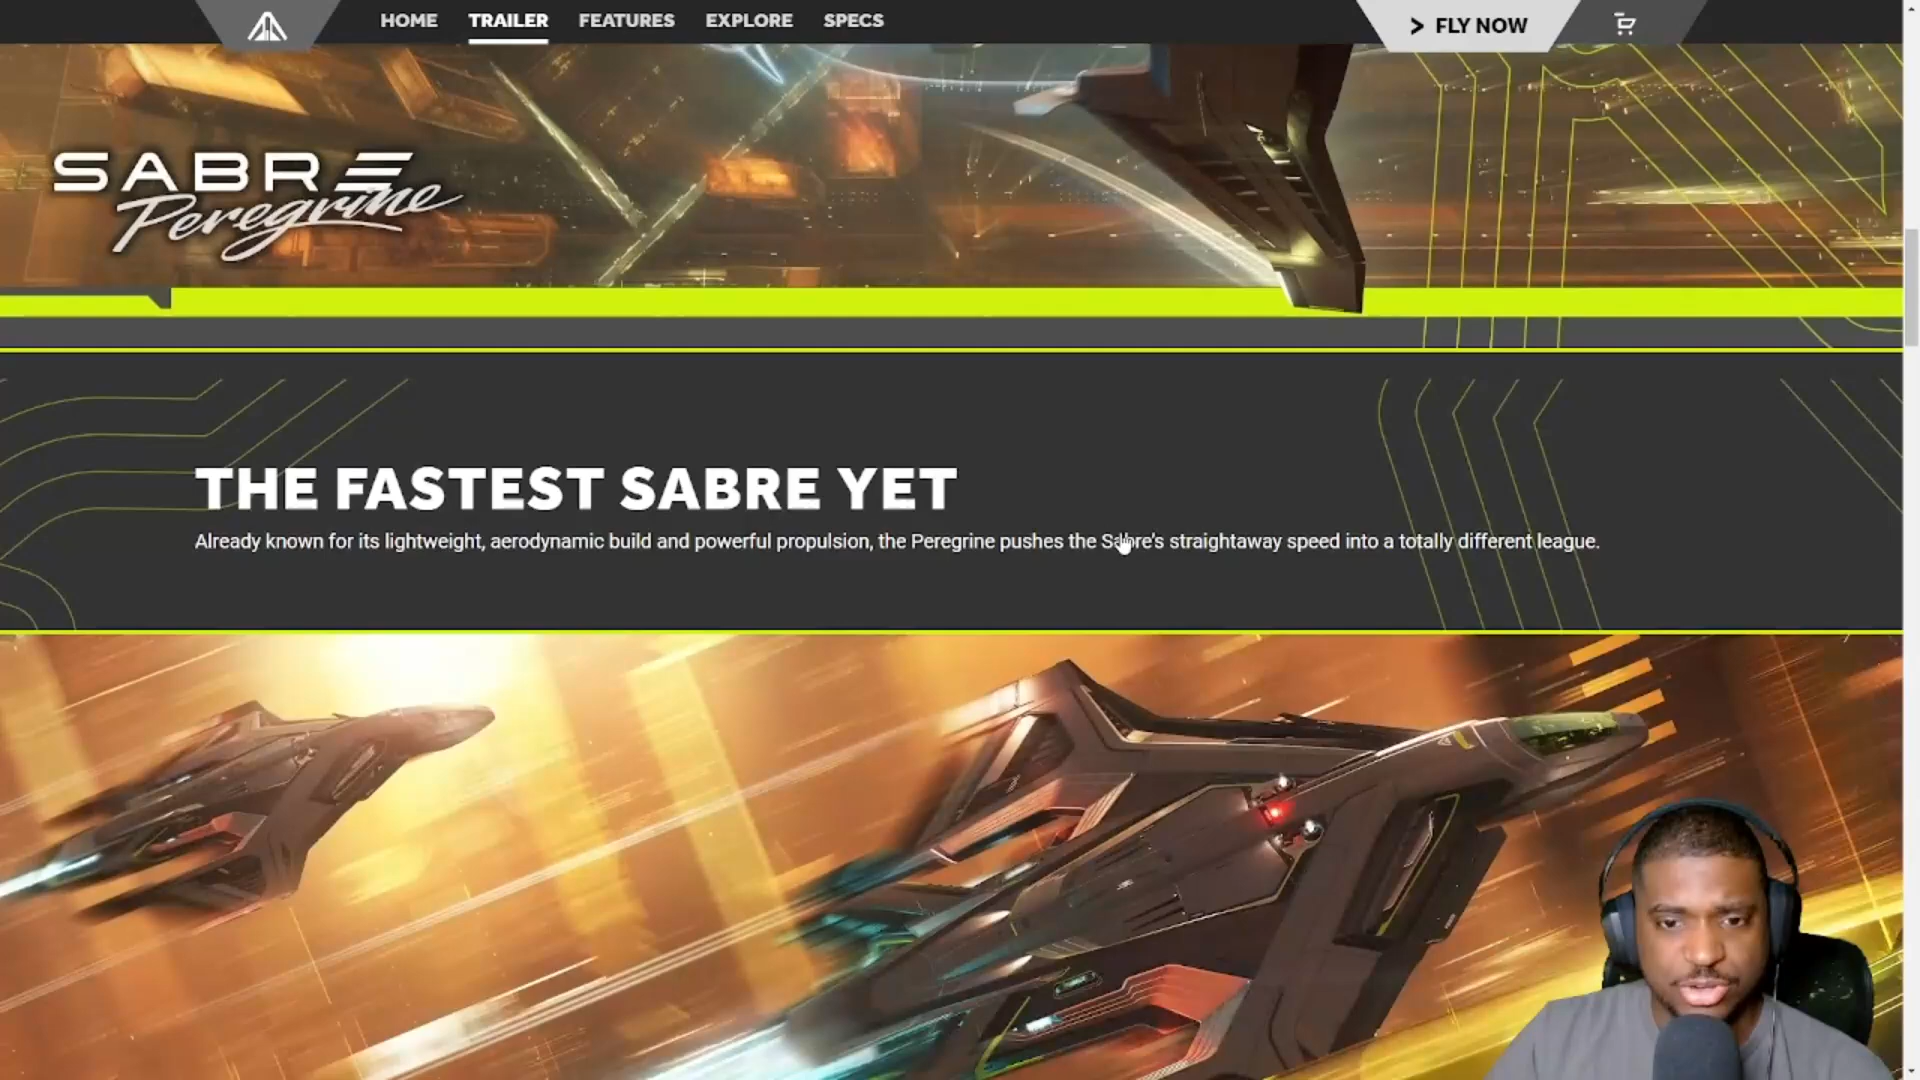 HOME TRAILER FEATURES EXPLORE SPECS
FLY NOW
SABRE
Peregrine
THE FASTEST SABRE YET
Already known for its lightweight, aerodynamic build and powerful propulsion, the Peregrine pushes the Sabre's straightaway speed into a totally different league.